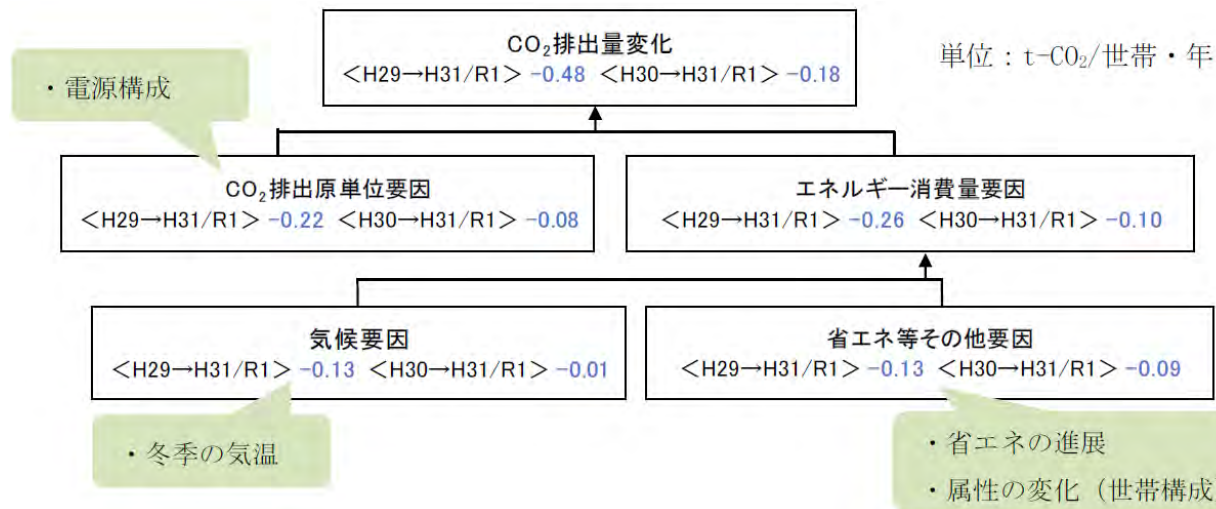 CO₂排出量変化
<H29→H31/R1> -0.48 <H30→H31/R1> -0.18
単位：t-CO₂/世帯・年
・電源構成
CO₂排出原単位要因
<H29→H31/R1> -0.22 <H30→H31/R1> -0.08
エネルギー消費量要因
<H29→H31/R1> -0.26 <H30→H31/R1> -0.10
気候要因
<H29→H31/R1> -0.13 <H30→H31/R1> -0.01
省エネ等その他要因
<H29→H31/R1> -0.13 <H30→H31/R1> -0.09
・冬季の気温
・省エネの進展
・属性の変化（世帯構成